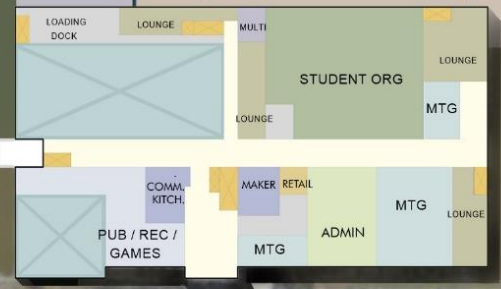 LOADING
DOCK
LOUNGE
MULTI
LOUNGE
STUDENT ORG
LOUNGE
MTG
COMM.
KITCH.
PUB / REC /
GAMES
MAKER
RETAIL
MTG
ADMIN
MTG
LOUNGE